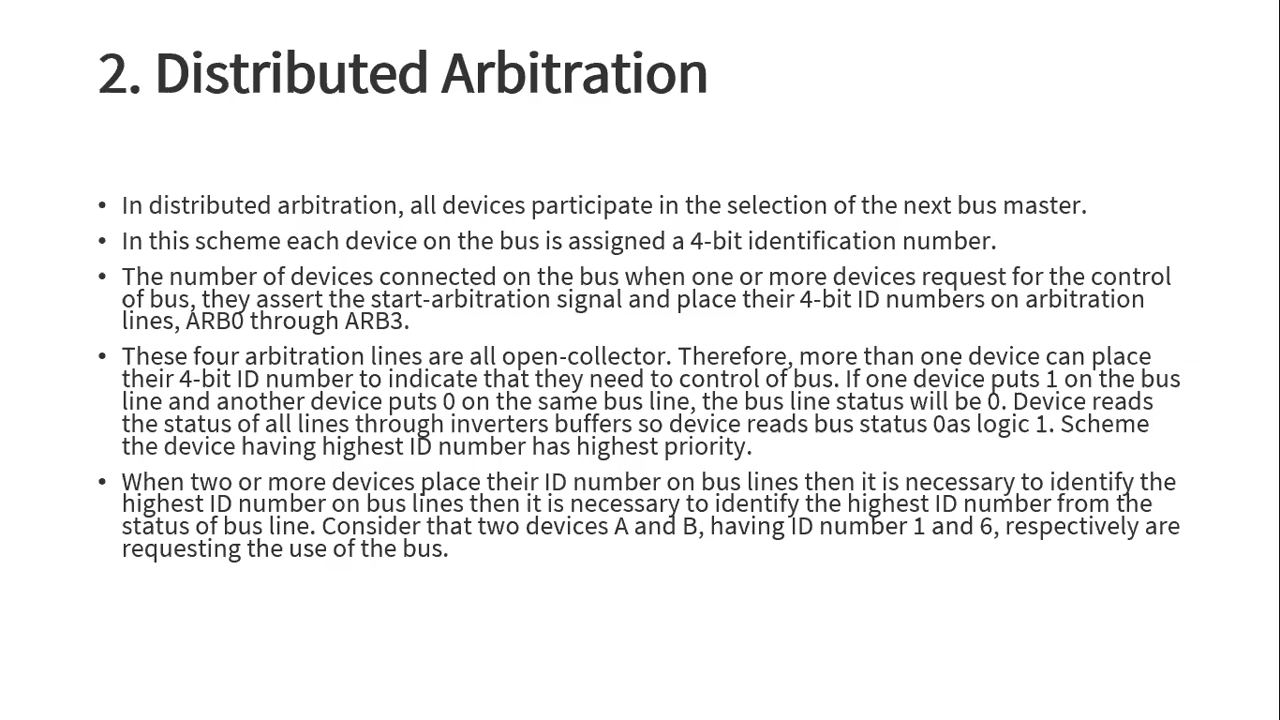 2. Distributed Arbitration
• In distributed arbitration, all devices participate in the selection of the next bus master.
• In this scheme each device on the bus is assigned a 4-bit identification number.
• The number of devices connected on the bus when one or more devices request for the control
of bus, they assert the start-arbitration signal and place their 4-bit ID numbers on arbitration
lines, ARB0 through ARB3.
• These four arbitration lines are all open-collector. Therefore, more than one device can place
their 4-bit ID number to indicate that they need to control of bus. If one device puts 1 on the bus
line and another device puts 0 on the same bus line, the bus line status will be 0. Device reads
the status of all lines through inverters buffers so device reads bus status 0as logic 1. Scheme
the device having highest ID number has highest priority.
• When two or more devices place their ID number on bus lines then it is necessary to identify the
highest ID number on bus lines then it is necessary to identify the highest ID number from the
status of bus line. Consider that two devices A and B, having ID number 1 and 6, respectively are
requesting the use of the bus.